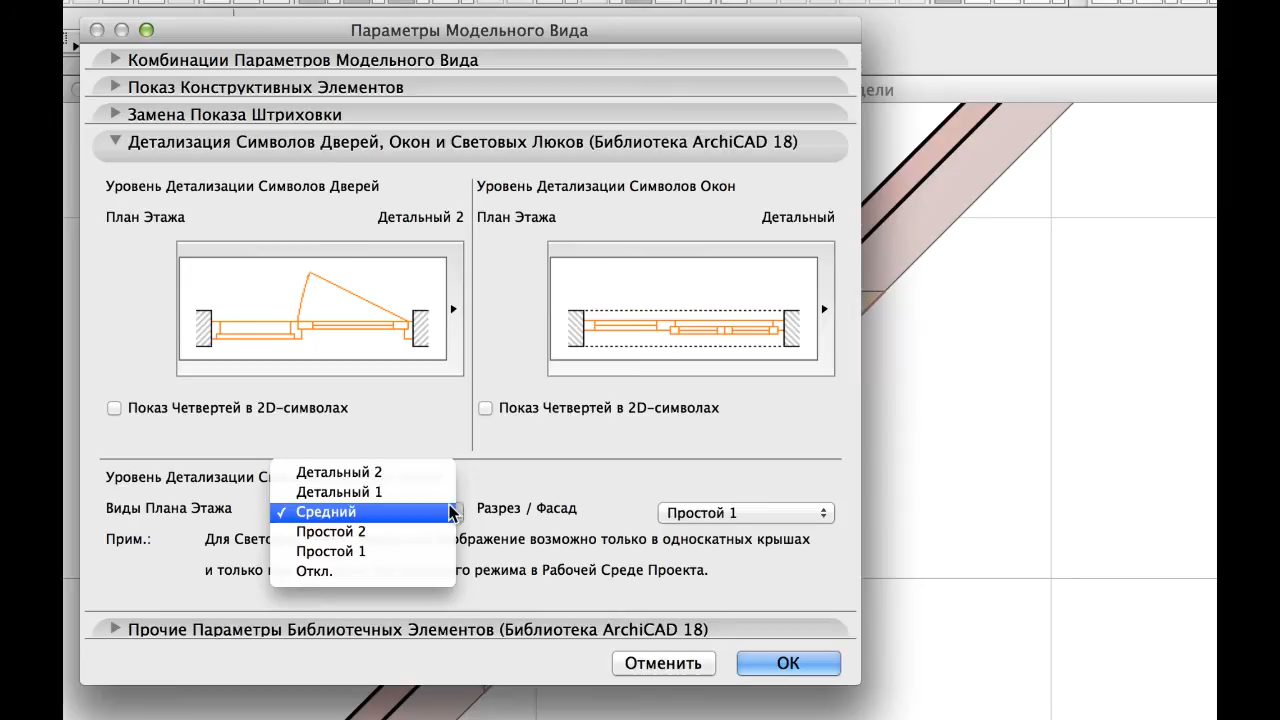 Параметры Модельного Вида
Комбинации Параметров Модельного Вида
Показ Конструктивных Элементов
дели
Замена Показа Штриховки
Детализация Символов Дверей, Окон и Световых Люков (Библиотека ArchiCAD 18)
Уровень Детализации Символов Дверей
Уровень Детализации Символов Окон
План Этажа Детальный 2
План Этажа Детальный
Показ Четвертей в 2D-символах
Показ Четвертей в 2D-символах
Уровень Детализации С
Виды Плана Этажа
Детальный 2
Детальный 1
✓ Средний
Простой 2
Простой 1
Откл.
Разрез / Фасад Простой 1
Прим.: Для Свето бражение возможно только в односкатных крышах
и только го режима в Рабочей Среде Проекта.
Прочие Параметры Библиотечных Элементов (Библиотека ArchiCAD 18)
Отменить OK